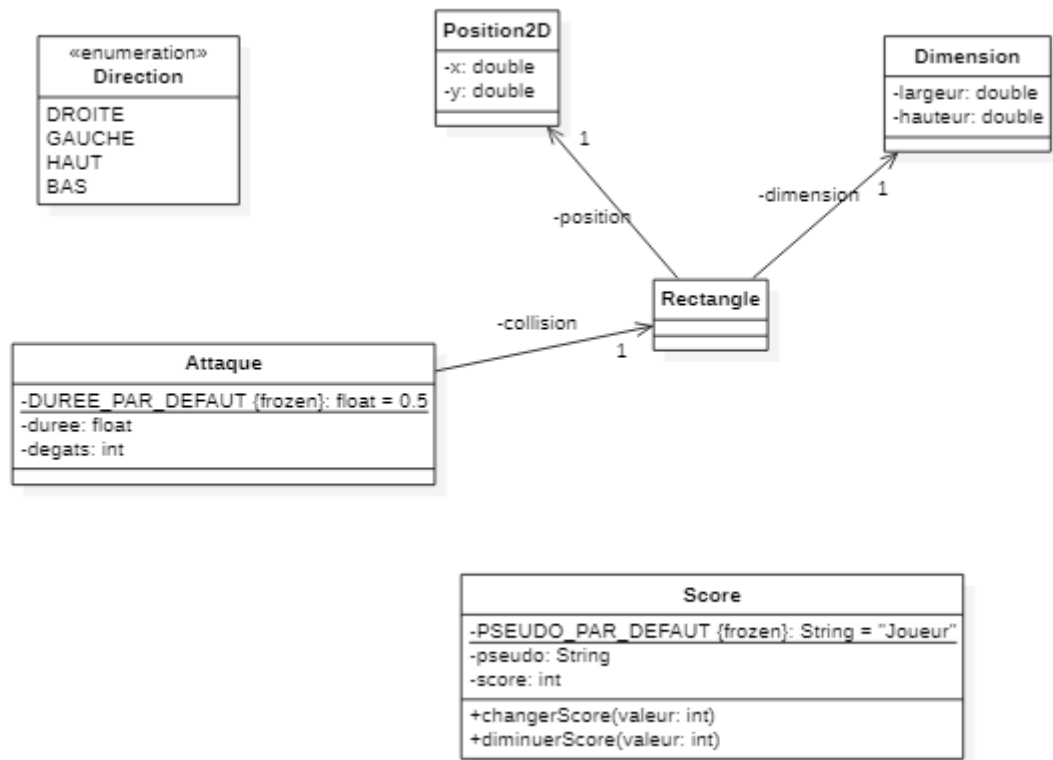 «enumeration»
Direction
DROITE
GAUCHE
HAUT
BAS
Position2D
-x: double
-y: double
Dimension
-largeur: double
-hauteur: double
1
-position
-dimension
1
Rectangle
-collision
1
Attaque
-DUREE_PAR_DEFAUT {frozen}: float = 0.5
-duree: float
-degats: int
Score
-PSEUDO_PAR_DEFAUT {frozen}: String = "Joueur"
-pseudo: String
-score: int
+changerScore(valeur: int)
+diminuerScore(valeur: int)